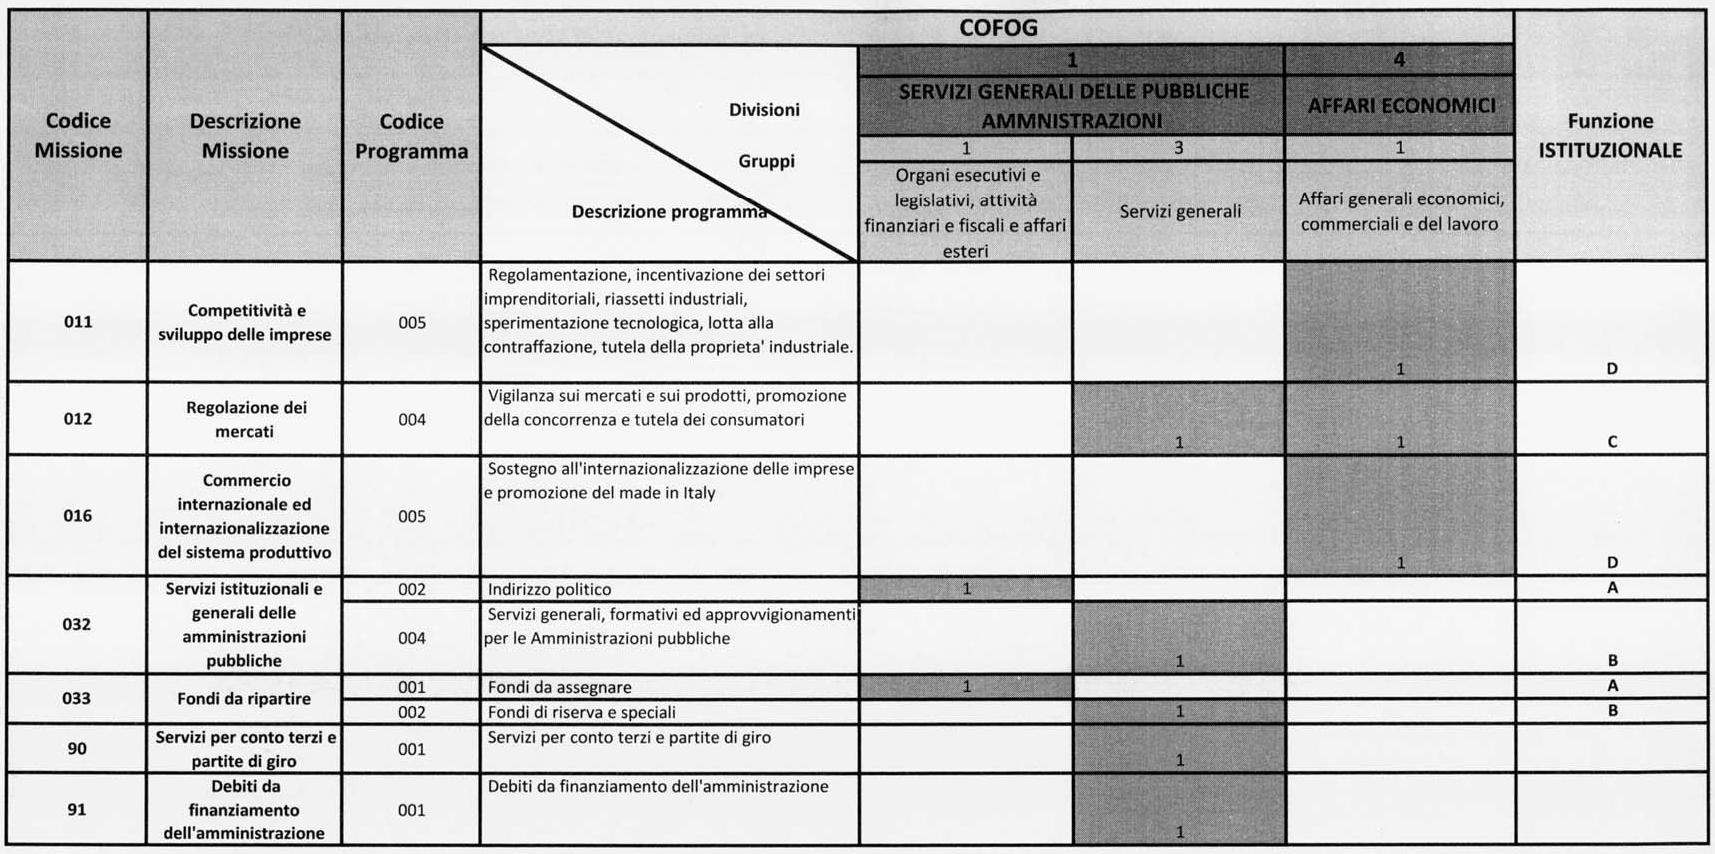 COFOG
1
4
SERVIZI GENERALI DELLE PUBBLICHE
AMMNISTRAZIONI
AFFARI ECONOMICI
Codice
Missione
Descrizione
Missione
Codice
Programma
Divisioni
Gruppi
Descrizione programma
Funzione
ISTITUZIONALE
1
3
1
Organi esecutivi e
legislativi, attività
finanziari e fiscali e affari
esteri
Servizi generali
Affari generali economici,
commerciali e del lavoro
011
Competitività e
sviluppo delle imprese
005
Regolamentazione, incentivazione dei settori
imprenditoriali, riassetti industriali,
sperimentazione tecnologica, lotta alla
contraffazione, tutela della proprieta' industriale.
1
D
012
Regolazione dei
mercati
004
Vigilanza sui mercati e sui prodotti, promozione
della concorrenza e tutela dei consumatori
1
1
C
016
Commercio
internazionale ed
internazionalizzazione
del sistema produttivo
005
Sostegno all'internazionalizzazione delle imprese
e promozione del made in Italy
1
D
032
Servizi istituzionali e
generali delle
amministrazioni
pubbliche
002
Indirizzo politico
1
A
004
Servizi generali, formativi ed approvvigionamenti
per le Amministrazioni pubbliche
1
B
033
Fondi da ripartire
001
Fondi da assegnare
1
A
002
Fondi di riserva e speciali
1
B
90
Servizi per conto terzi e
partite di giro
001
Servizi per conto terzi e partite di giro
1
91
Debiti da
finanziamento
dell'amministrazione
001
Debiti da finanziamento dell'amministrazione
1